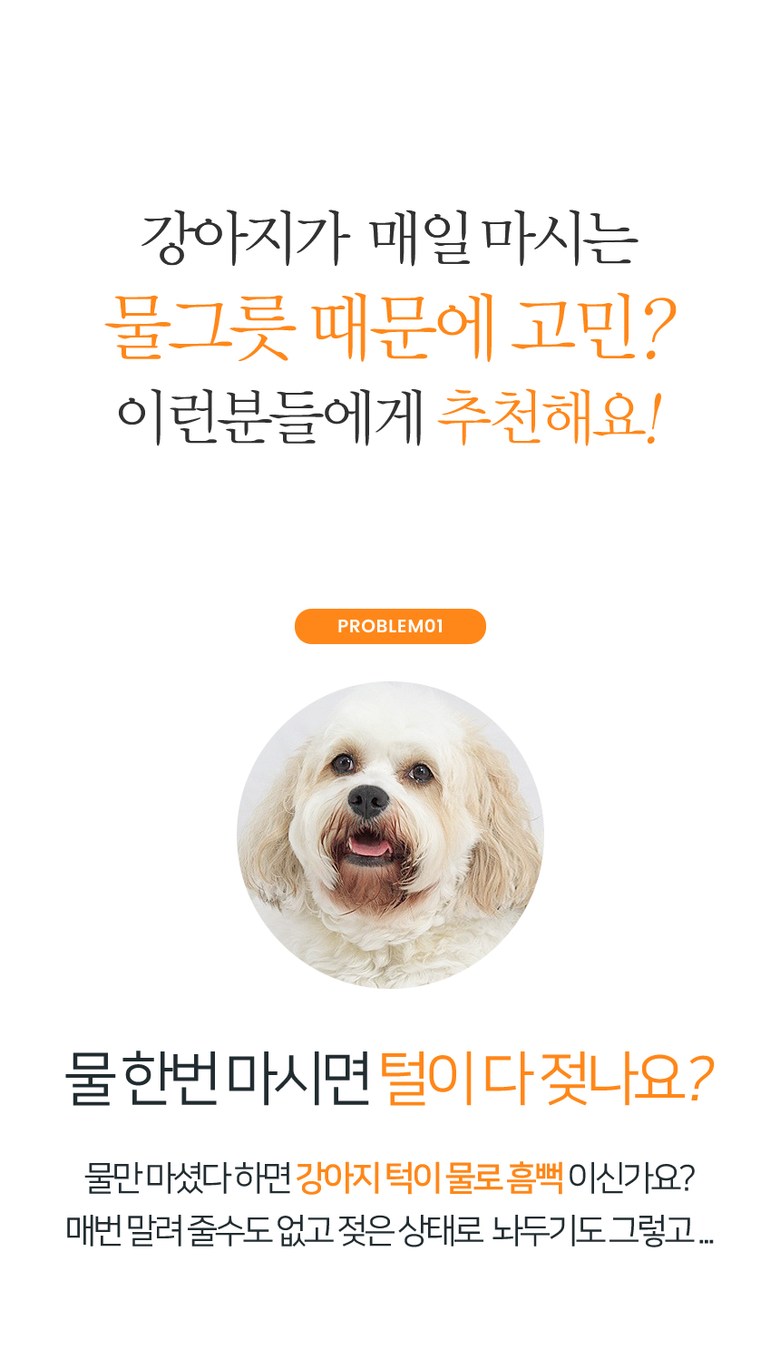 강아지가 매일 마시는
물그릇 때문에 고민?
이런분들에게 추천해요!
PROBLEM01
물 한번 마시면 털이 다 젖나요?
물만 마셨다 하면 강아지 턱이 물로 흠뻑 이신가요?
매번 말려 줄수도 없고 젖은 상태로 놔두기도 그렇고 ...